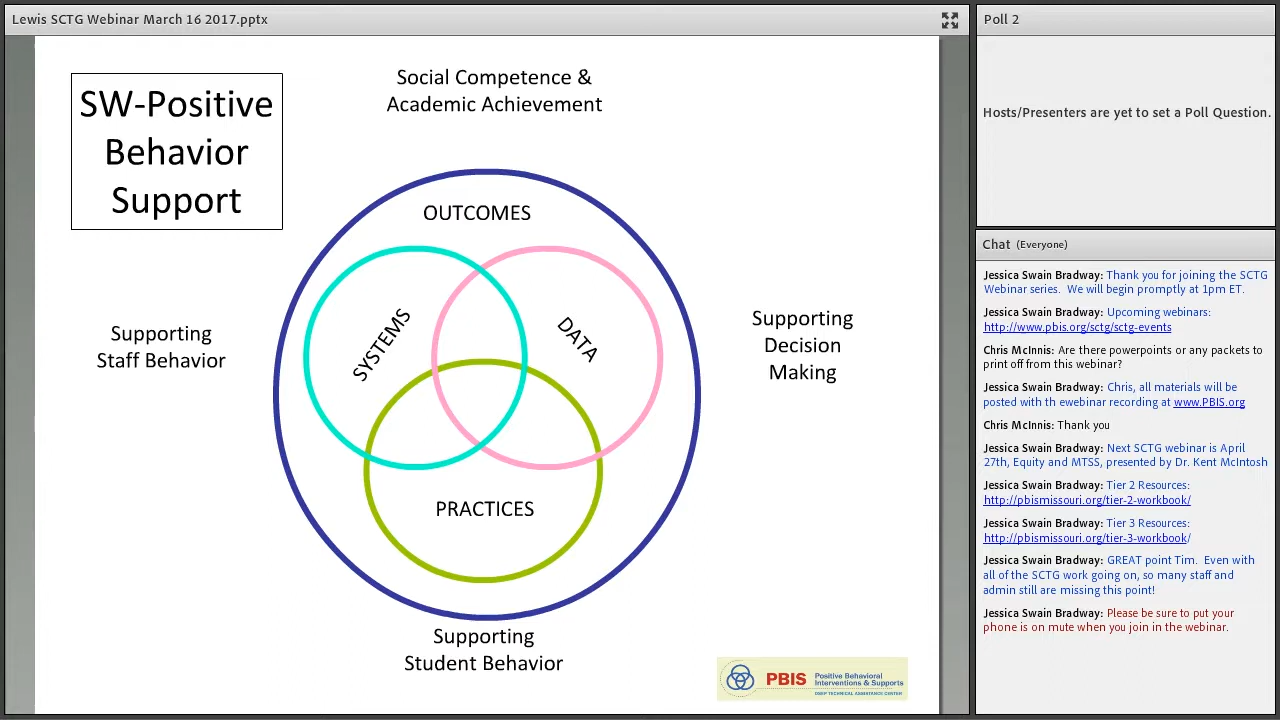 Lewis SCTG Webinar March 16 2017.pptx
SW-Positive
Behavior
Support
Social Competence &
Academic Achievement
OUTCOMES
SYSTEMS
DATA
PRACTICES
Supporting
Staff Behavior
Supporting
Decision
Making
Supporting
Student Behavior
PBIS
Positive Behavioral
Interventions & Supports
OSEP TECHNICAL ASSISTANCE CENTER
Poll 2
Hosts/Presenters are yet to set a Poll Question.
Chat (Everyone)
Jessica Swain Bradway: Thank you for joining the SCTG
Webinar series. We will begin promptly at 1pm ET.
Jessica Swain Bradway: Upcoming webinars:
http://www.pbis.org/sctg/sctg-events
Chris McInnis: Are there powerpoints or any packets to
print off from this webinar?
Jessica Swain Bradway: Chris, all materials will be
posted with th ewebinar recording at www.PBIS.org
Chris McInnis: Thank you
Jessica Swain Bradway: Next SCTG webinar is April
27th, Equity and MTSS, presented by Dr. Kent McIntosh
Jessica Swain Bradway: Tier 2 Resources:
http://pbismissouri.org/tier-2-workbook/
Jessica Swain Bradway: Tier 3 Resources:
http://pbismissouri.org/tier-3-workbook/
Jessica Swain Bradway: GREAT point Tim. Even with
all of the SCTG work going on, so many staff and
admin still are missing this point!
Jessica Swain Bradway: Please be sure to put your
phone is on mute when you join in the webinar.